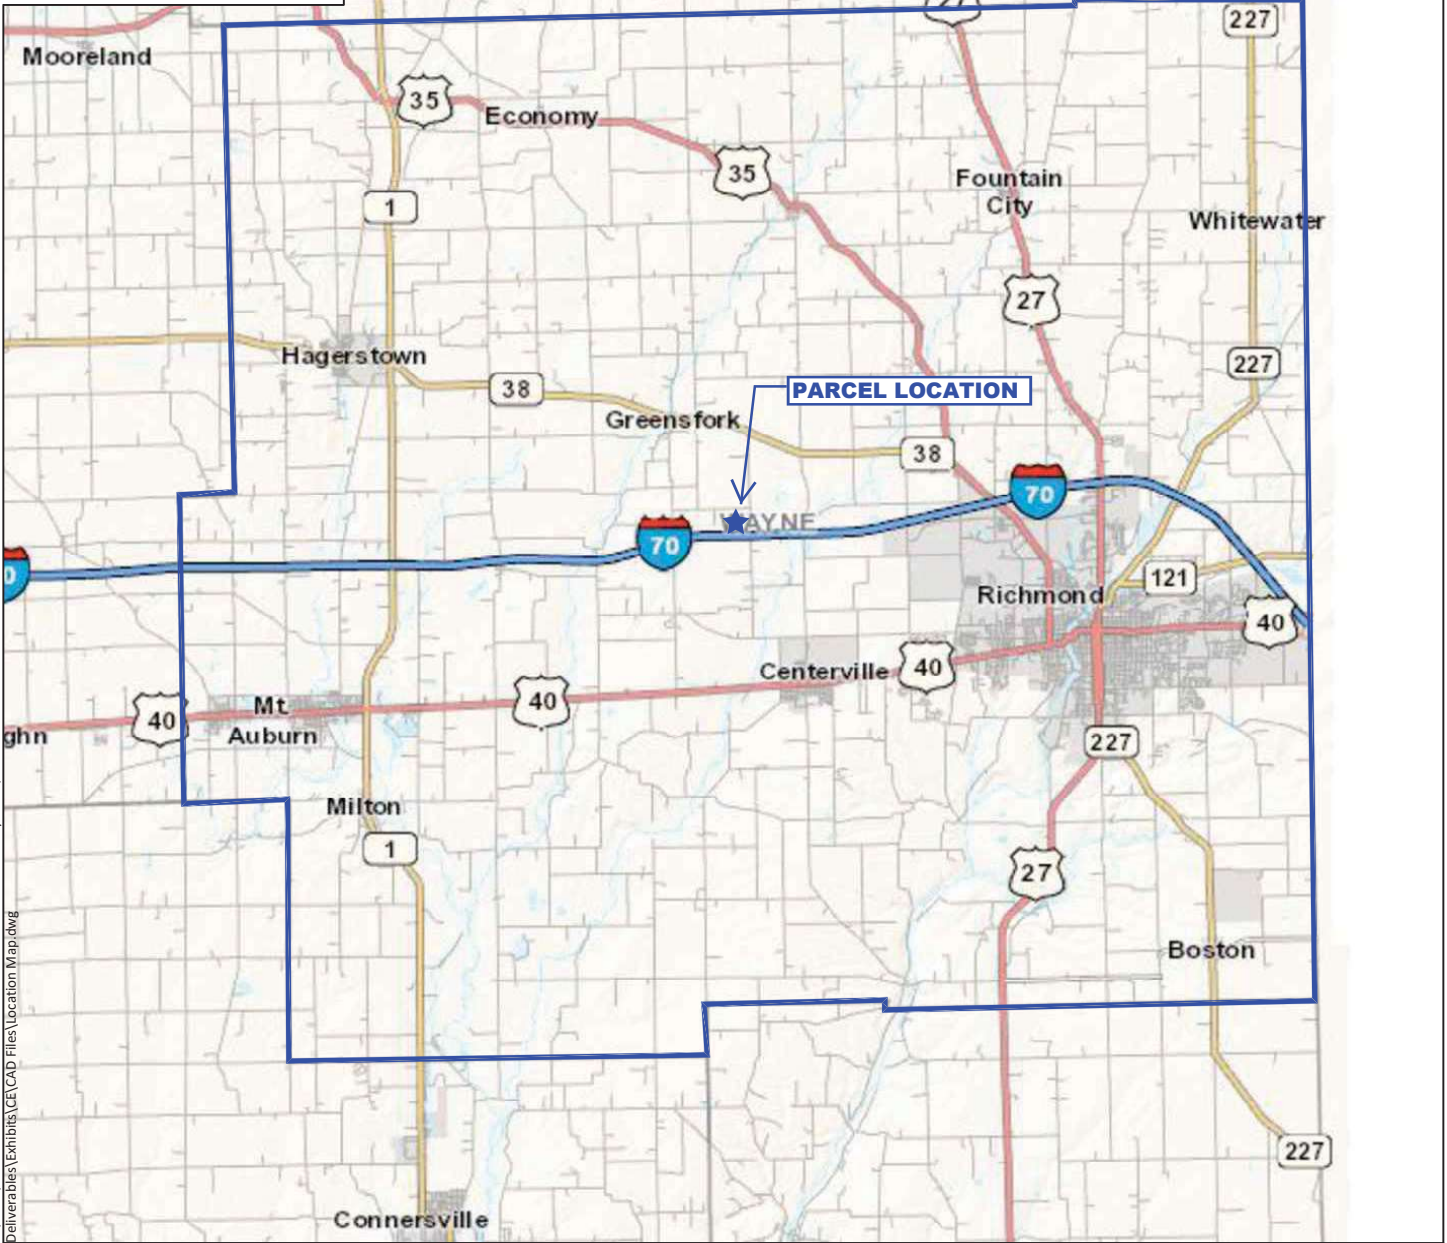 27
227
Mooreland
35
Economy
35
Fountain
City
1
Whitewater
27
Hagerstown
227
38
PARCEL LOCATION
Greensfork
38
70
WAYNE
70
0
121
Richmond
40
Centerville
40
40
Mt
Auburn
40
ghn
227
Milton
1
27
Boston
227
Connersville
Deliverables\Exhibits\CE\CAD Files\Location Map.dwg